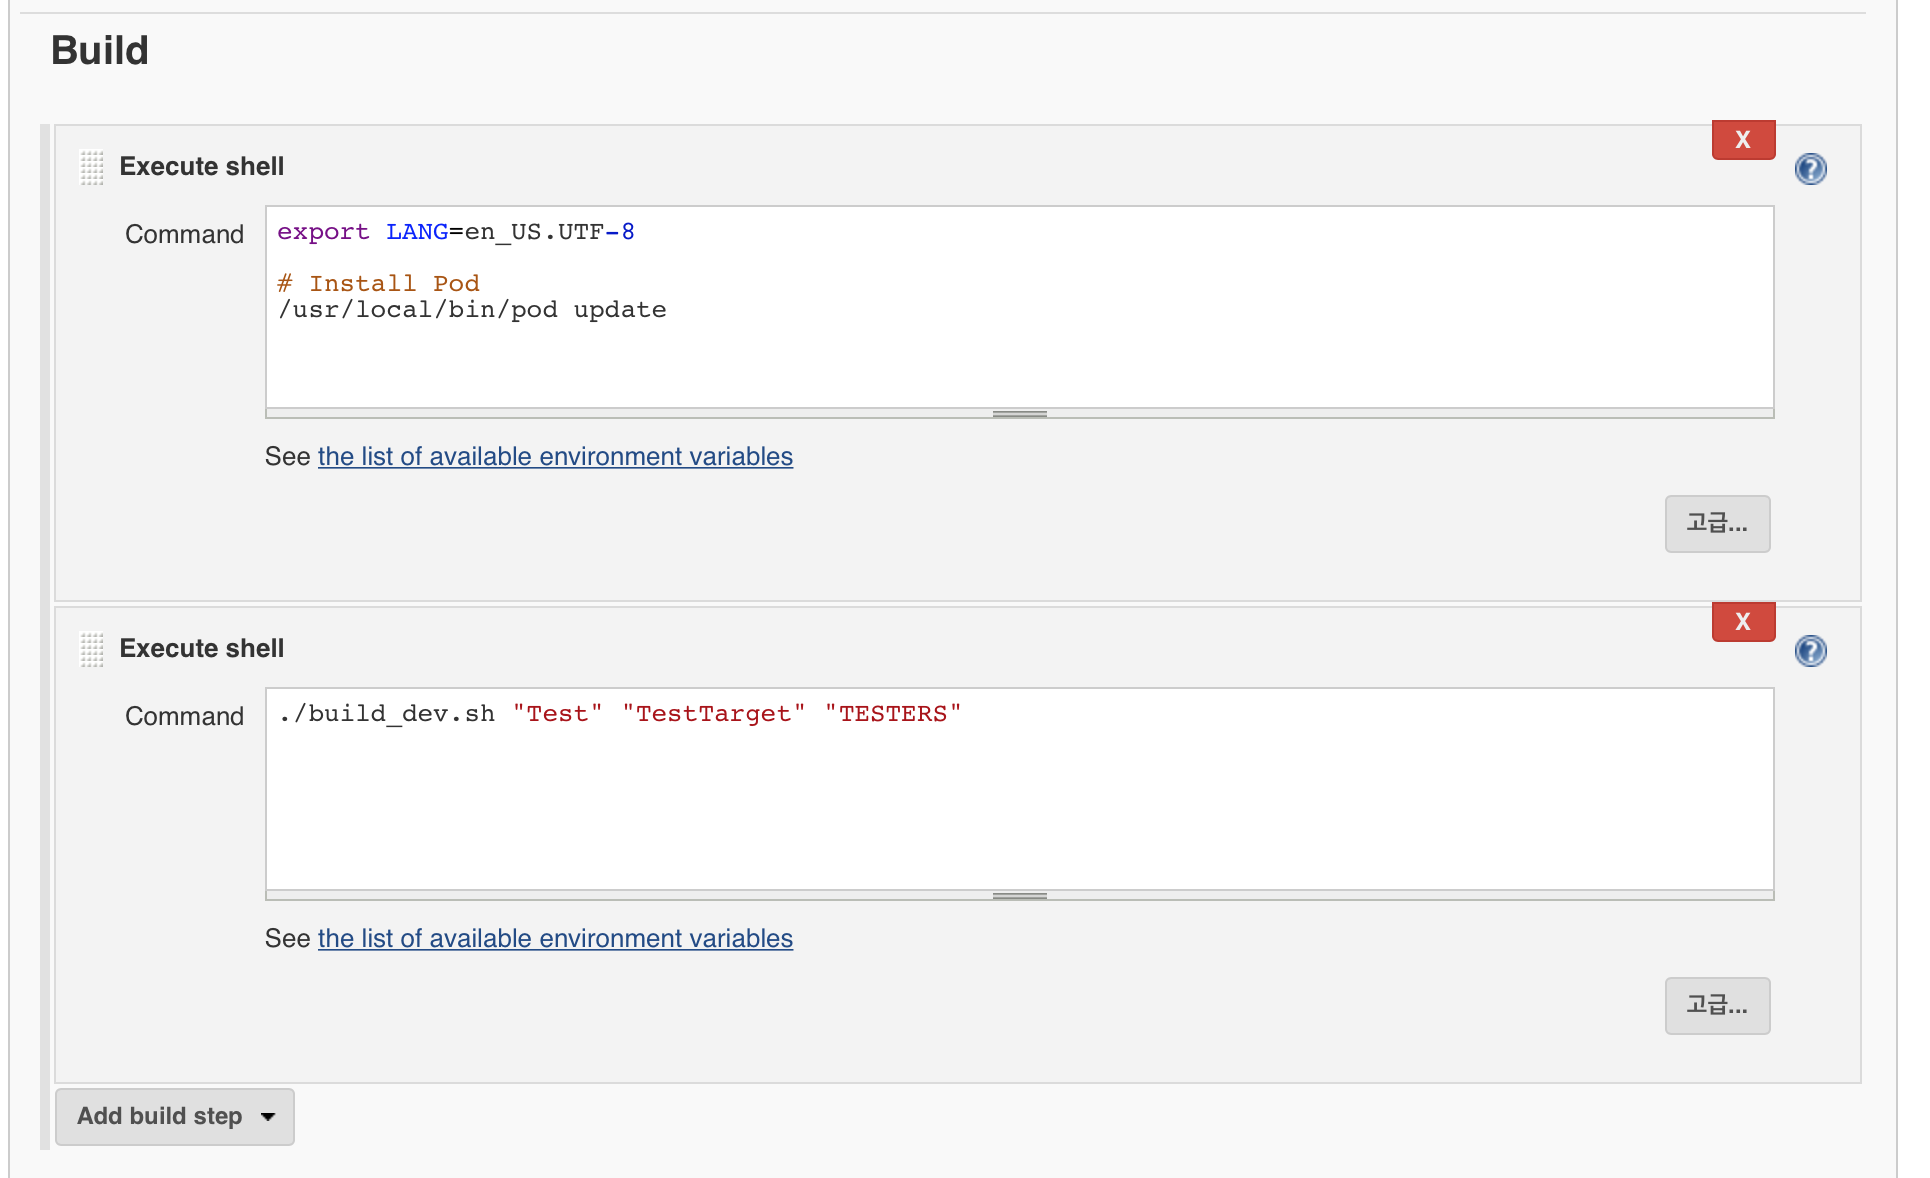 Build
X
Execute shell
Command
export LANG=en_US.UTF-8
# Install Pod
/usr/local/bin/pod update
See the list of available environment variables
고급...
X
Execute shell
Command
./build_dev.sh "Test" "TestTarget" "TESTERS"
See the list of available environment variables
고급...
Add build step